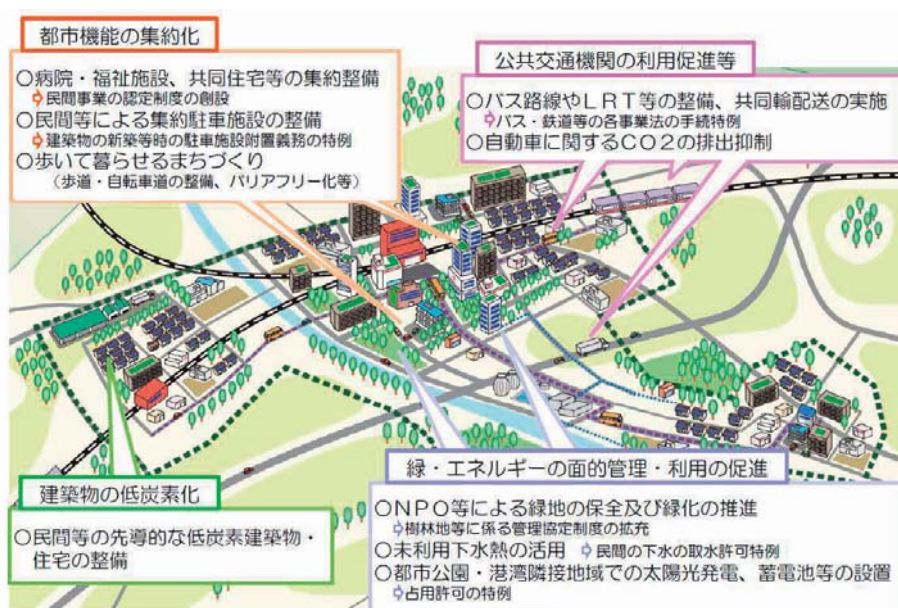 都市機能の集約化
○病院・福祉施設、共同住宅等の集約整備
⇨民間事業の認定制度の創設
○民間等による集約駐車施設の整備
⇨建築物の新築等時の駐車施設附置義務の特例
○歩いて暮らせるまちづくり
（歩道・自転車道の整備、バリアフリー化等）
公共交通機関の利用促進等
○バス路線やＬＲＴ等の整備、共同輸配送の実施
⇨バス・鉄道等の各事業法の手続特例
○自動車に関するＣＯ２の排出抑制
建築物の低炭素化
○民間等の先導的な低炭素建築物・
住宅の整備
緑・エネルギーの面的管理・利用の促進
○ＮＰＯ等による緑地の保全及び緑化の推進
⇨樹林地等に係る管理協定制度の拡充
○未利用下水熱の活用 ⇨民間の下水の取水許可特例
○都市公園・港湾隣接地域での太陽光発電、蓄電池等の設置
⇨占用許可の特例